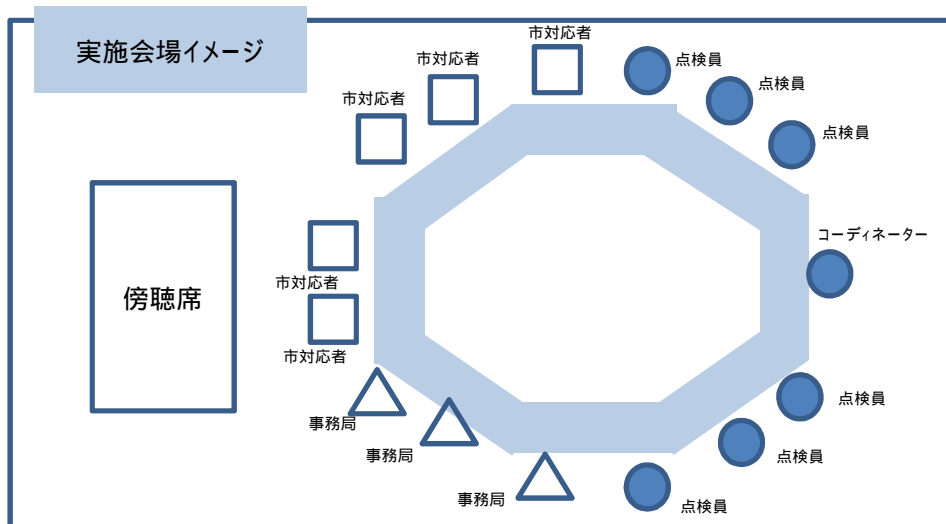 実施会場イメージ
市対応者
市対応者
市対応者
点検員
点検員
点検員
コーディネーター
傍聴席
市対応者
市対応者
事務局
事務局
事務局
点検員
点検員
点検員